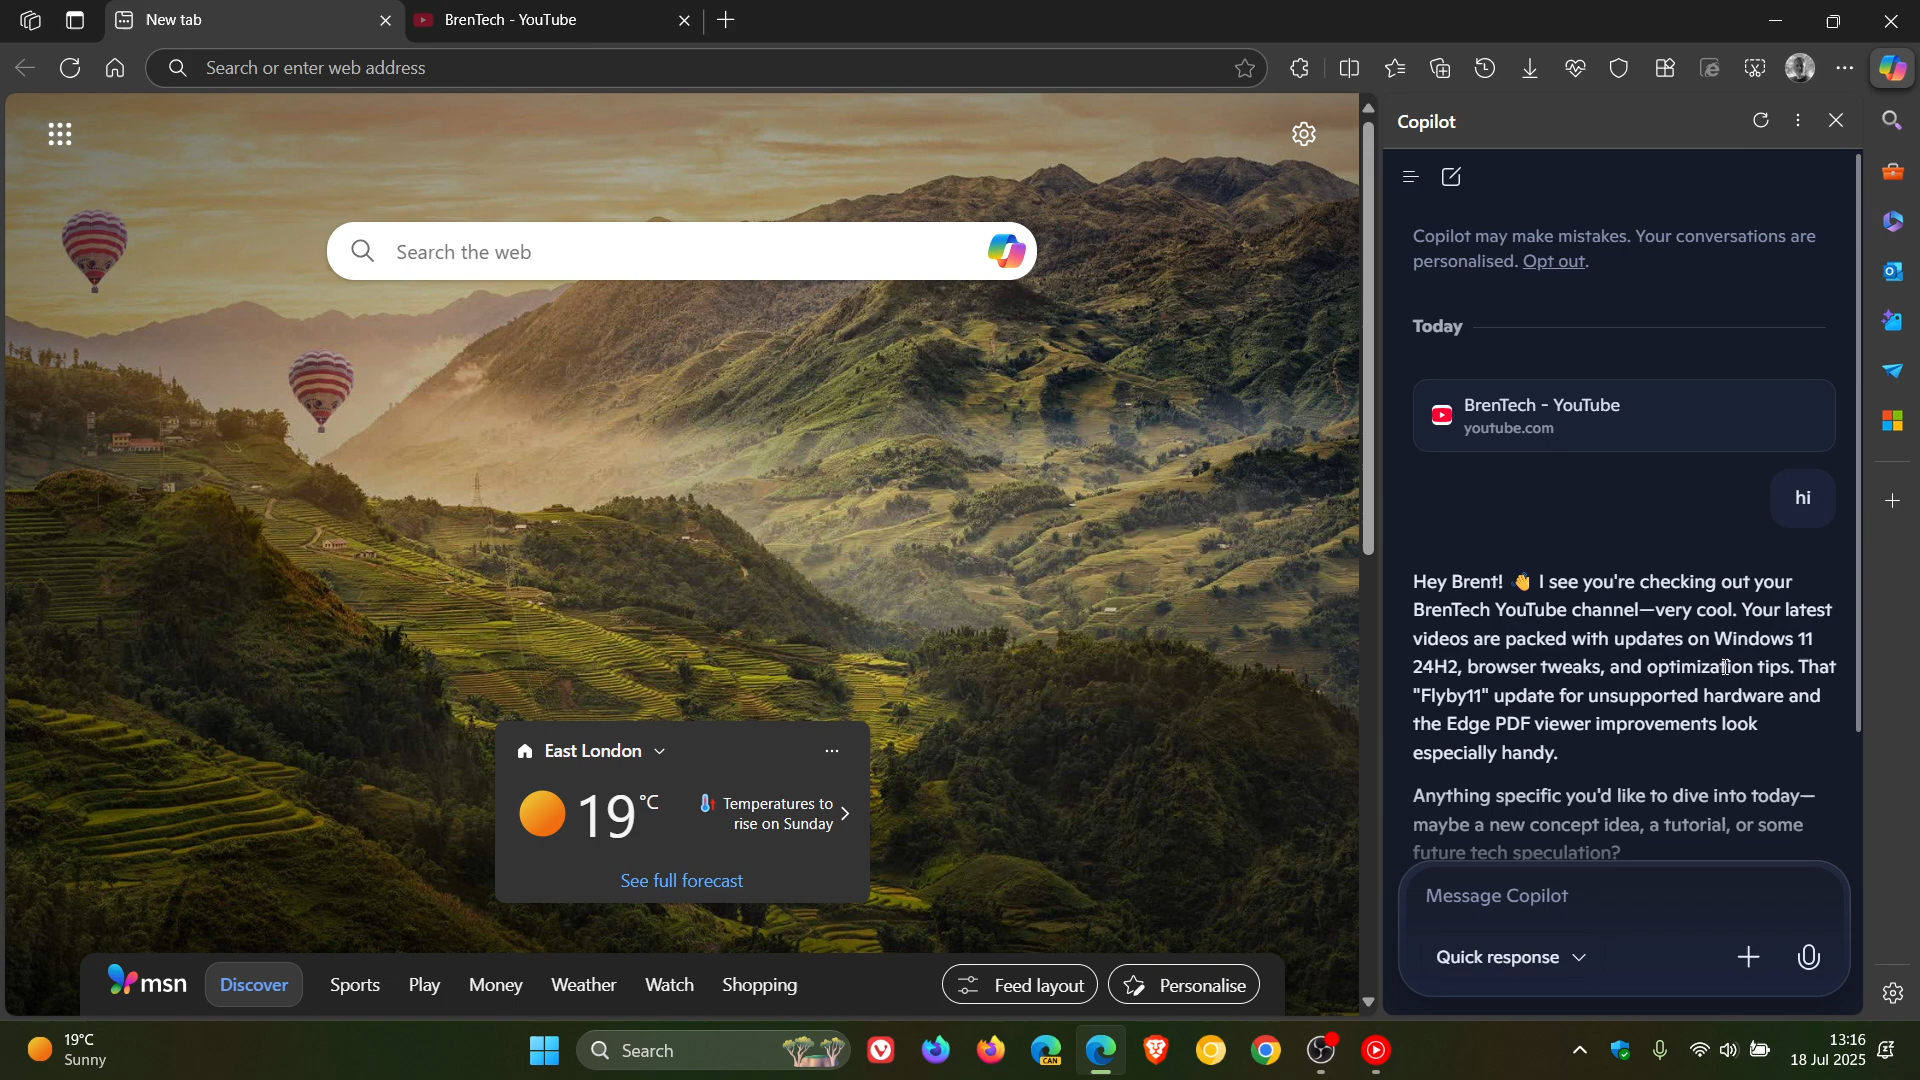 New tab
BrenTech - YouTube
Search or enter web address
Copilot
Search the web
Copilot may make mistakes. Your conversations are
personalised. Opt out.
Today
BrenTech - YouTube
youtube.com
hi
Hey Brent! 👋 I see you're checking out your
BrenTech YouTube channel—very cool. Your latest
videos are packed with updates on Windows 11
24H2, browser tweaks, and optimization tips. That
"Flyby11" update for unsupported hardware and
the Edge PDF viewer improvements look
especially handy.
Anything specific you'd like to dive into today—
maybe a new concept idea, a tutorial, or some
future tech speculation?
Message Copilot
Quick response
East London
19°C
Temperatures to
rise on Sunday
See full forecast
msn
Discover
Sports
Play
Money
Weather
Watch
Shopping
Feed layout
Personalise
19°C
Sunny
Search
CAN
13:16
18 Jul 2025